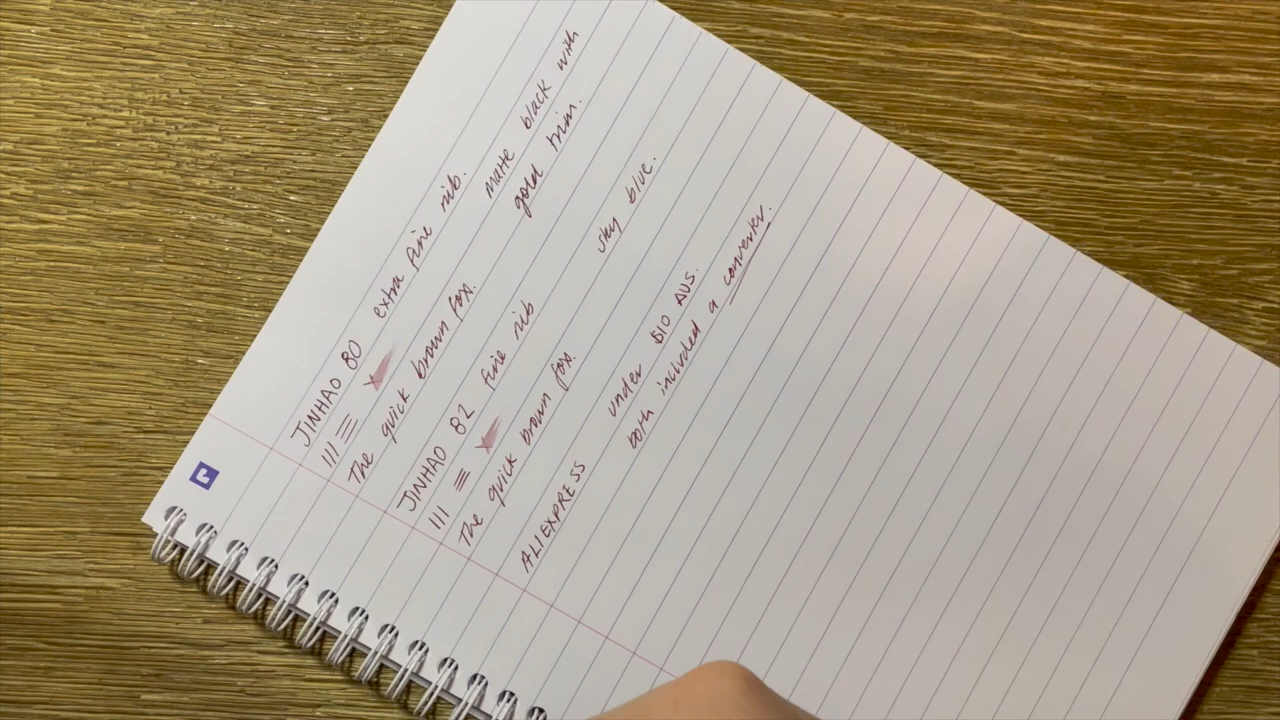 JINHAO 80 extra fine nib.
matte black with
gold trim.
The quick brown fox.
JINHAO 82 fine nib
sky blue.
The quick brown fox.
ALIEXPRESS under $10 AUS.
both included a converter.